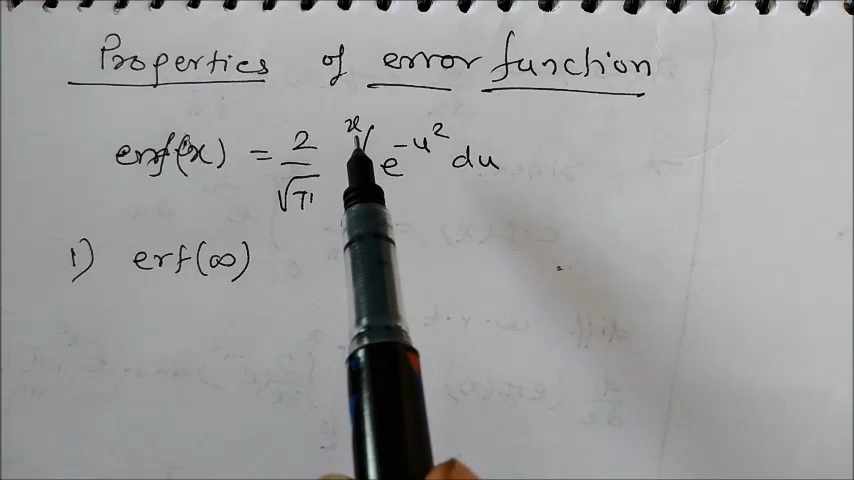 Properties of error function
erf(x) = 2/√π ∫ x e^-u² du
1) erf(∞)